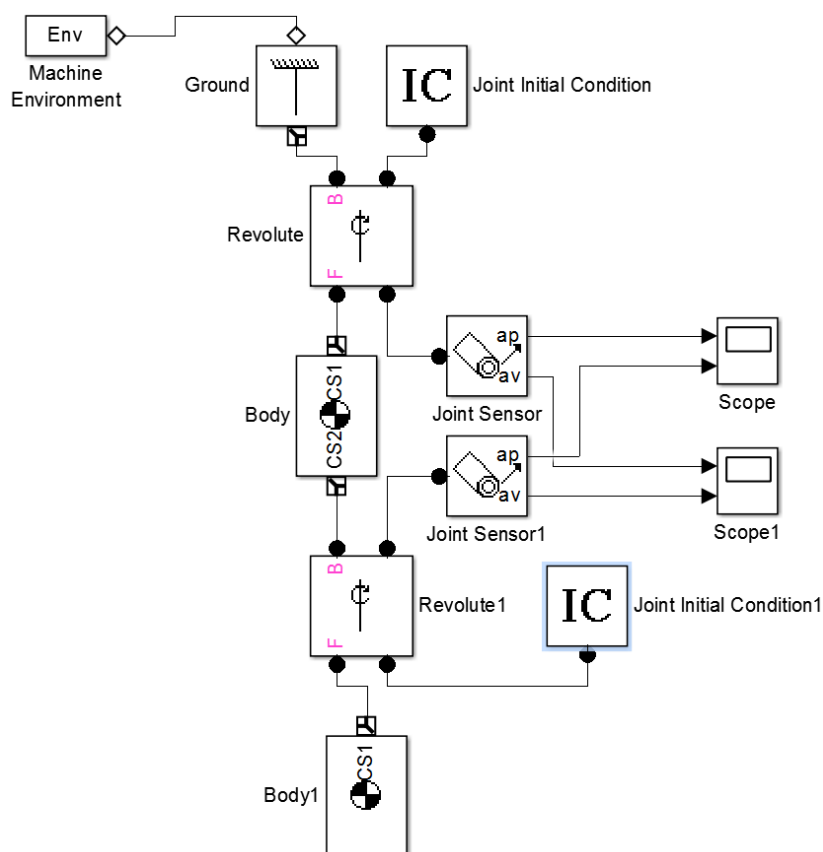 Env
Machine
Environment
Ground
IC
Joint Initial Condition
B
Revolute
F
ap
av
Joint Sensor
Scope
CS1
Body
CS2
ap
av
Joint Sensor1
Scope1
B
Revolute1
F
IC
Joint Initial Condition1
CS1
Body1